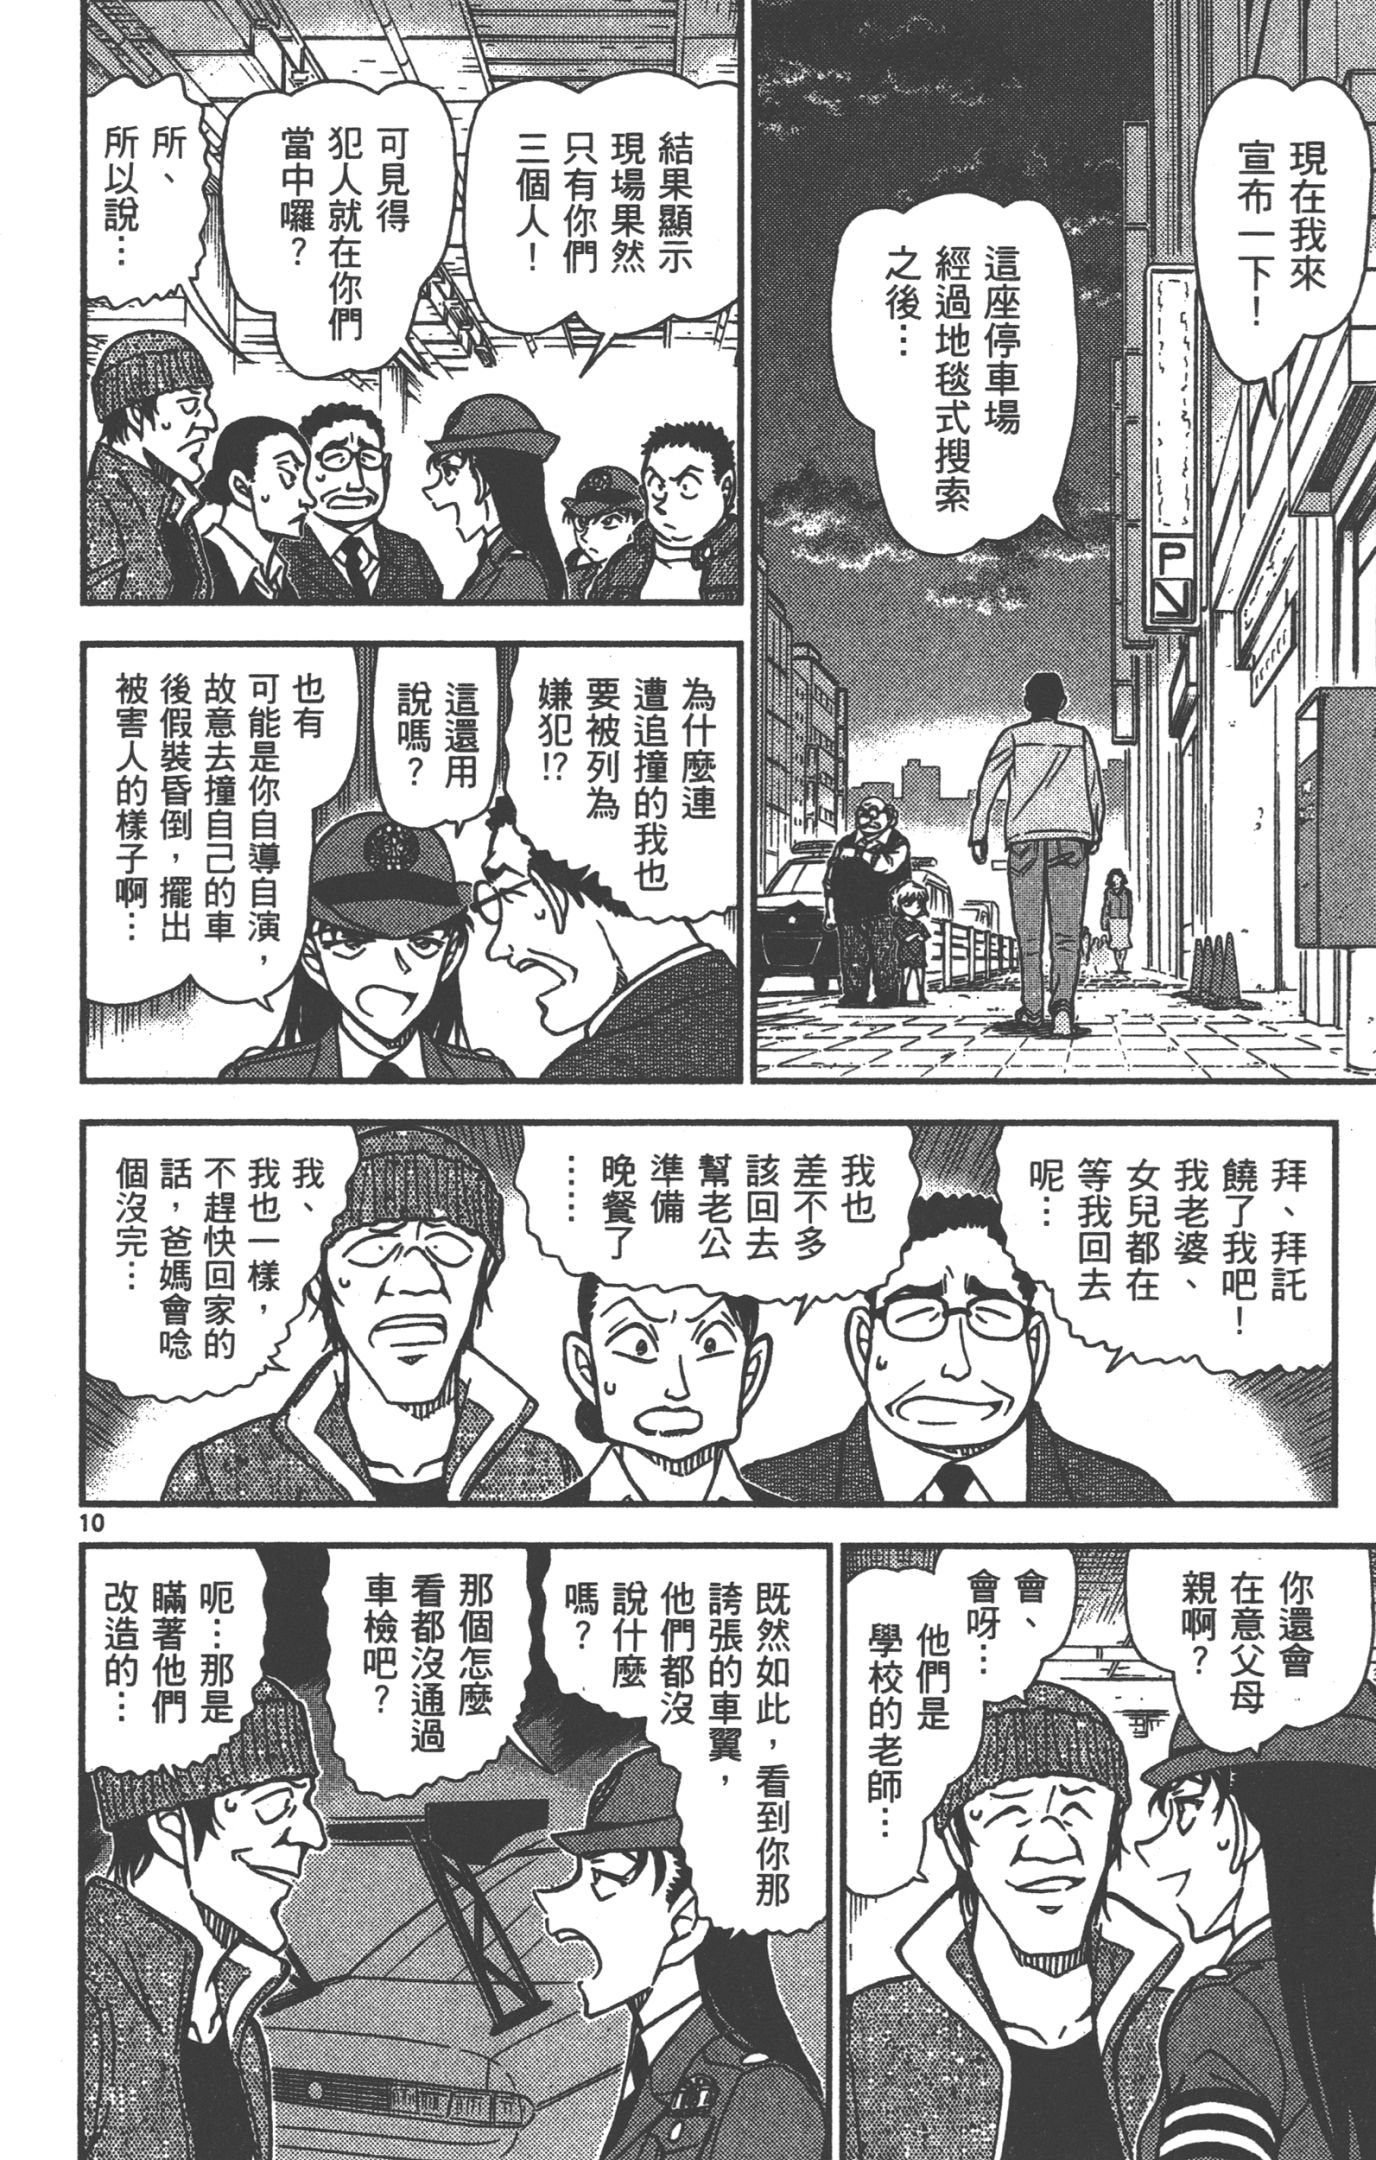 現在我來
宣布一下！
這座停車場
經過地毯式搜索
之後…
P
結果顯示
現場果然
只有你們
三個人！
可見得
犯人就在你們
當中囉？
所、
所以說…
為什麼連
遭追撞的我也
要被列為
嫌犯!?
這還用
說嗎？
也有
可能是你自導自演，
故意去撞自己的車
後假裝昏倒，擺出
被害人的樣子啊…
拜、拜託
饒了我吧！
我老婆、
女兒都在
等我回去
呢…
我也
差不多
該回去
幫老公
準備
晚餐了
……
我、
我也一樣，
不趕快回家的
話，爸媽會唸
個沒完…
你還會
在意父母
親啊？
會、
會呀…
他們是
學校的老師…
既然如此，看到你那
誇張的車翼，
他們都沒
說什麼
嗎？
那個怎麼
看都沒通過
車檢吧？
呃…那是
瞞著他們
改造的…
10